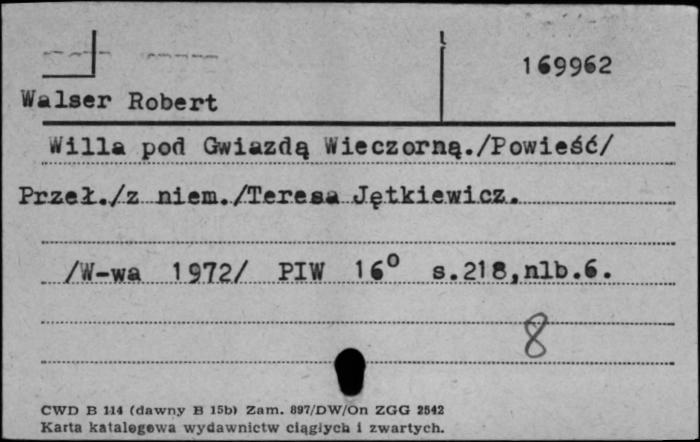 169962
Walser Robert
Willa pod Gwiazdą Wieczorną./Powieść/
Przeł./z niem./Teresa Jętkiewicz.
/W-wa 1972/ PIW 16° s.218,nlb.6.
8
CWD B 114 (dawny B 15b) Zam. 897/DW/On ZGG 2542
Karta katalogowa wydawnictw ciągłych i zwartych.